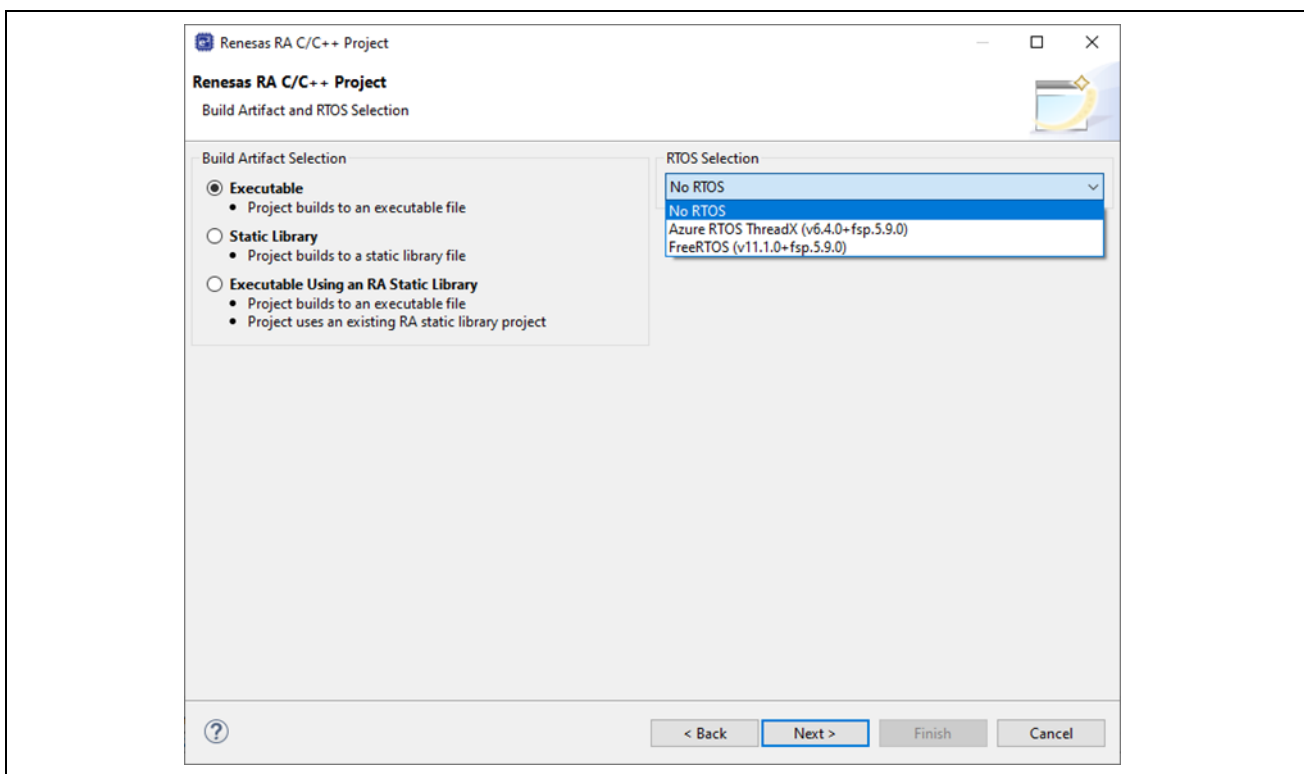 Renesas RA C/C++ Project
Renesas RA C/C++ Project
Build Artifact and RTOS Selection
Build Artifact Selection
Executable
• Project builds to an executable file
Static Library
• Project builds to a static library file
Executable Using an RA Static Library
• Project builds to an executable file
• Project uses an existing RA static library project
RTOS Selection
No RTOS
No RTOS
Azure RTOS ThreadX (v6.4.0+fsp.5.9.0)
FreeRTOS (v11.1.0+fsp.5.9.0)
?
< Back
Next >
Finish
Cancel